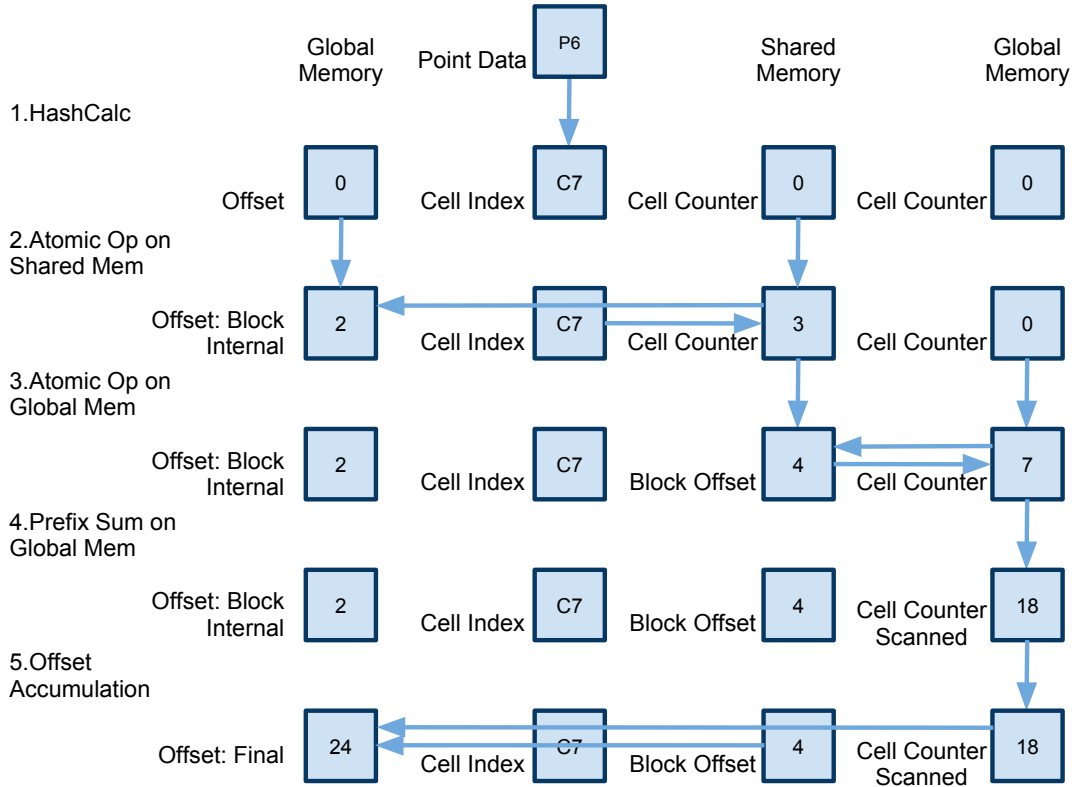 Global
Memory
Point Data
P6
Shared
Memory
Global
Memory
1.HashCalc
Offset
0
Cell Index
C7
Cell Counter
0
Cell Counter
0
2.Atomic Op on
Shared Mem
Offset: Block
Internal
2
Cell Index
C7
Cell Counter
3
Cell Counter
0
3.Atomic Op on
Global Mem
Offset: Block
Internal
2
Cell Index
C7
Block Offset
4
Cell Counter
7
4.Prefix Sum on
Global Mem
Offset: Block
Internal
2
Cell Index
C7
Block Offset
4
Cell Counter
Scanned
18
5.Offset
Accumulation
Offset: Final
24
Cell Index
C7
Block Offset
4
Cell Counter
Scanned
18